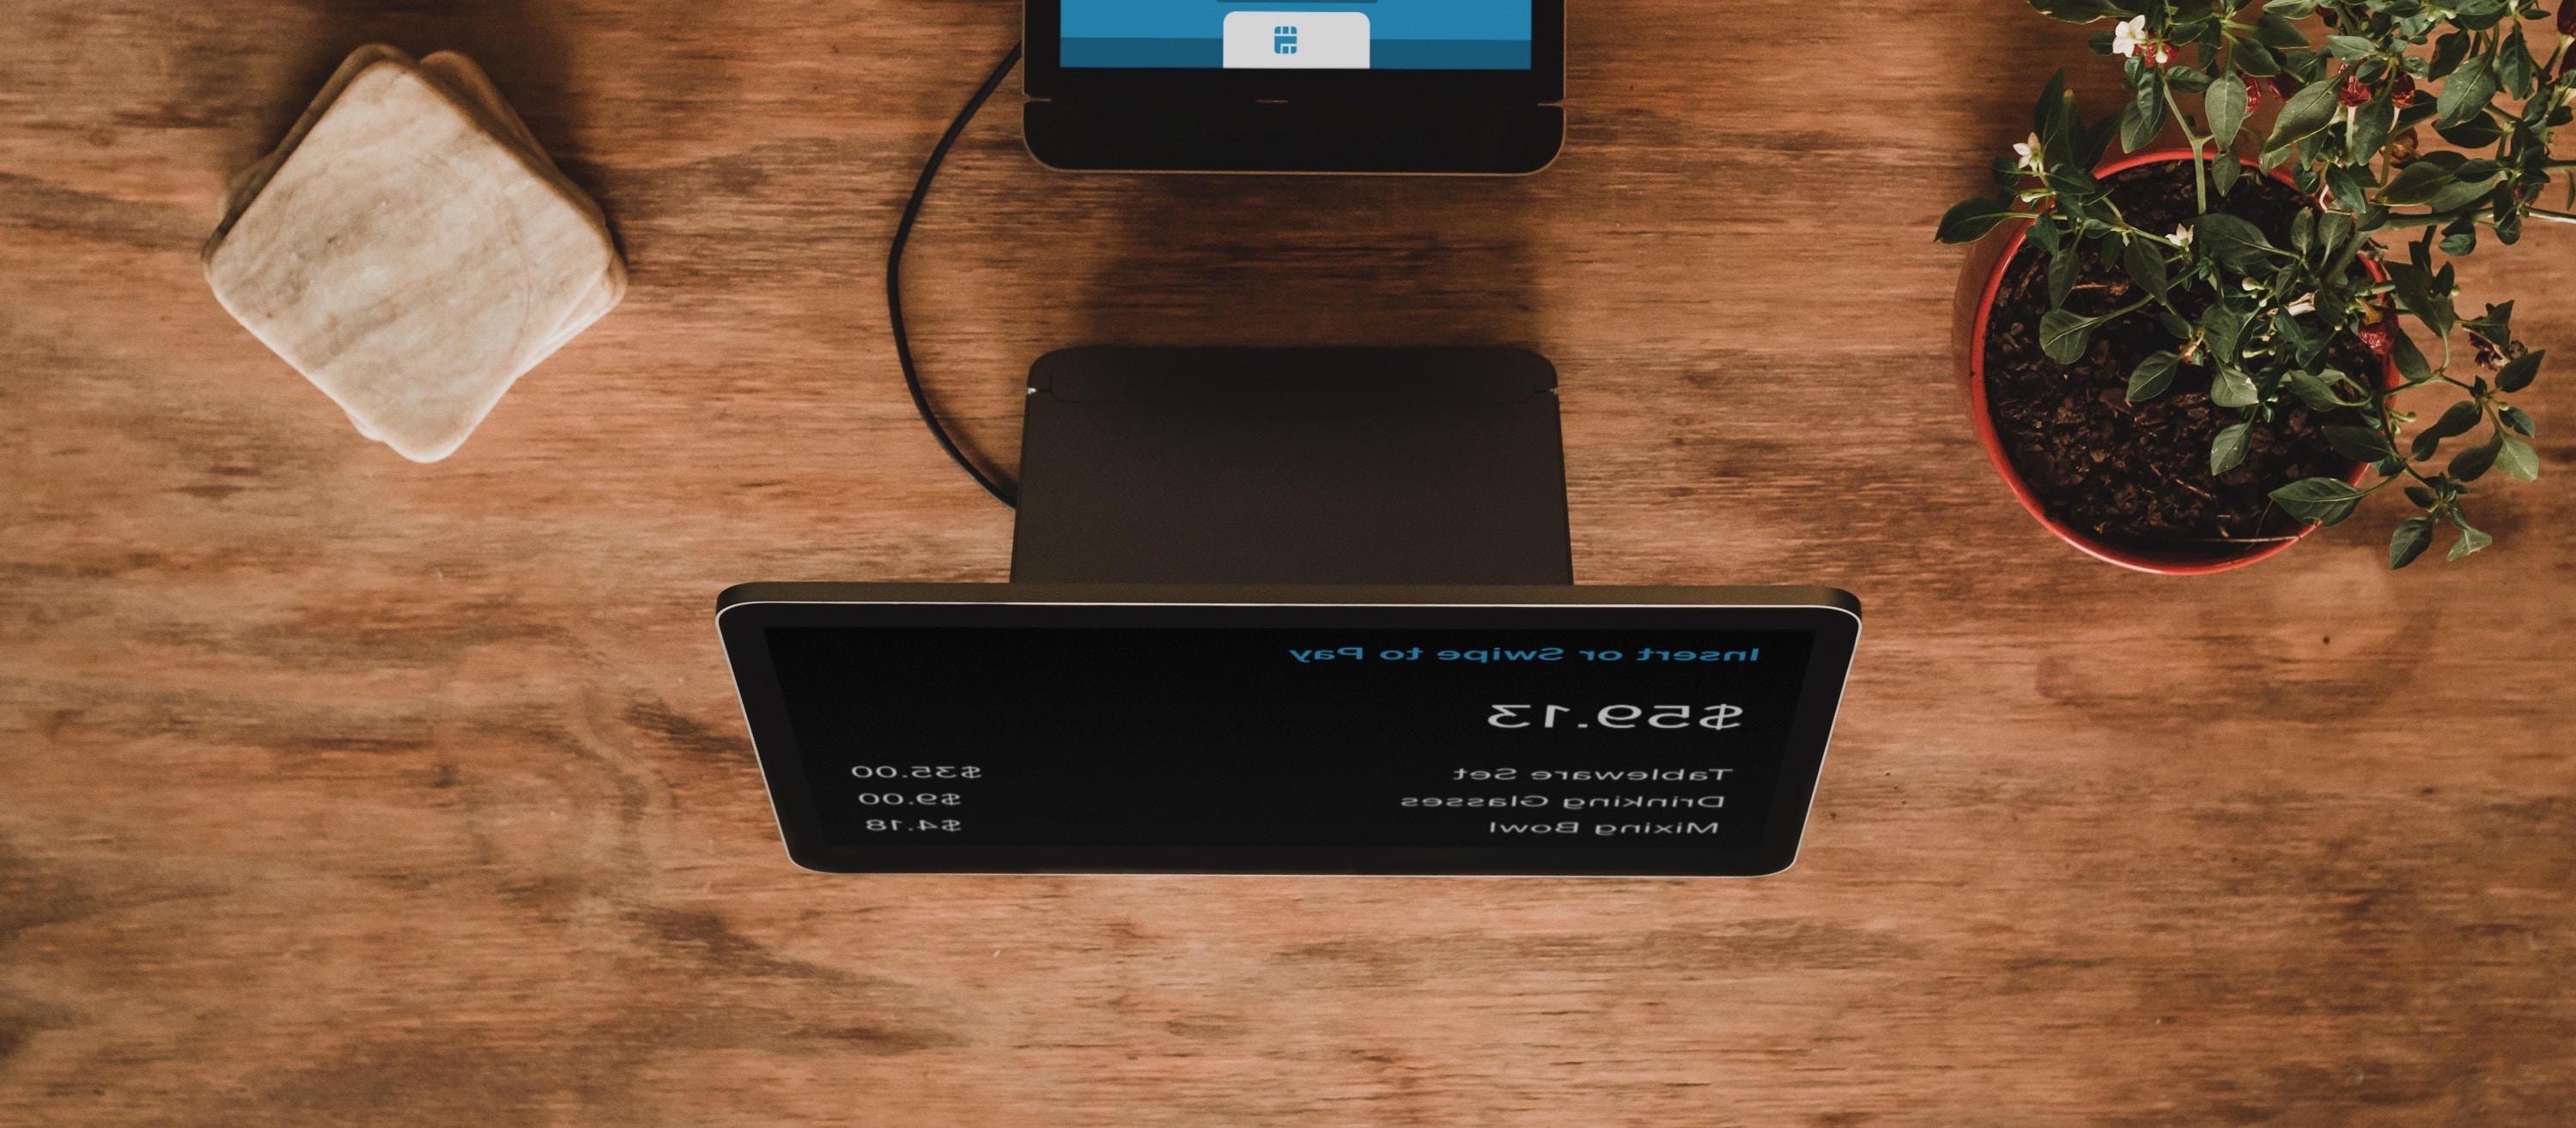 Insert or Swipe to Pay
$59.13
Tableware Set $35.00
Drinking Glasses $9.00
Mixing Bowl $4.18